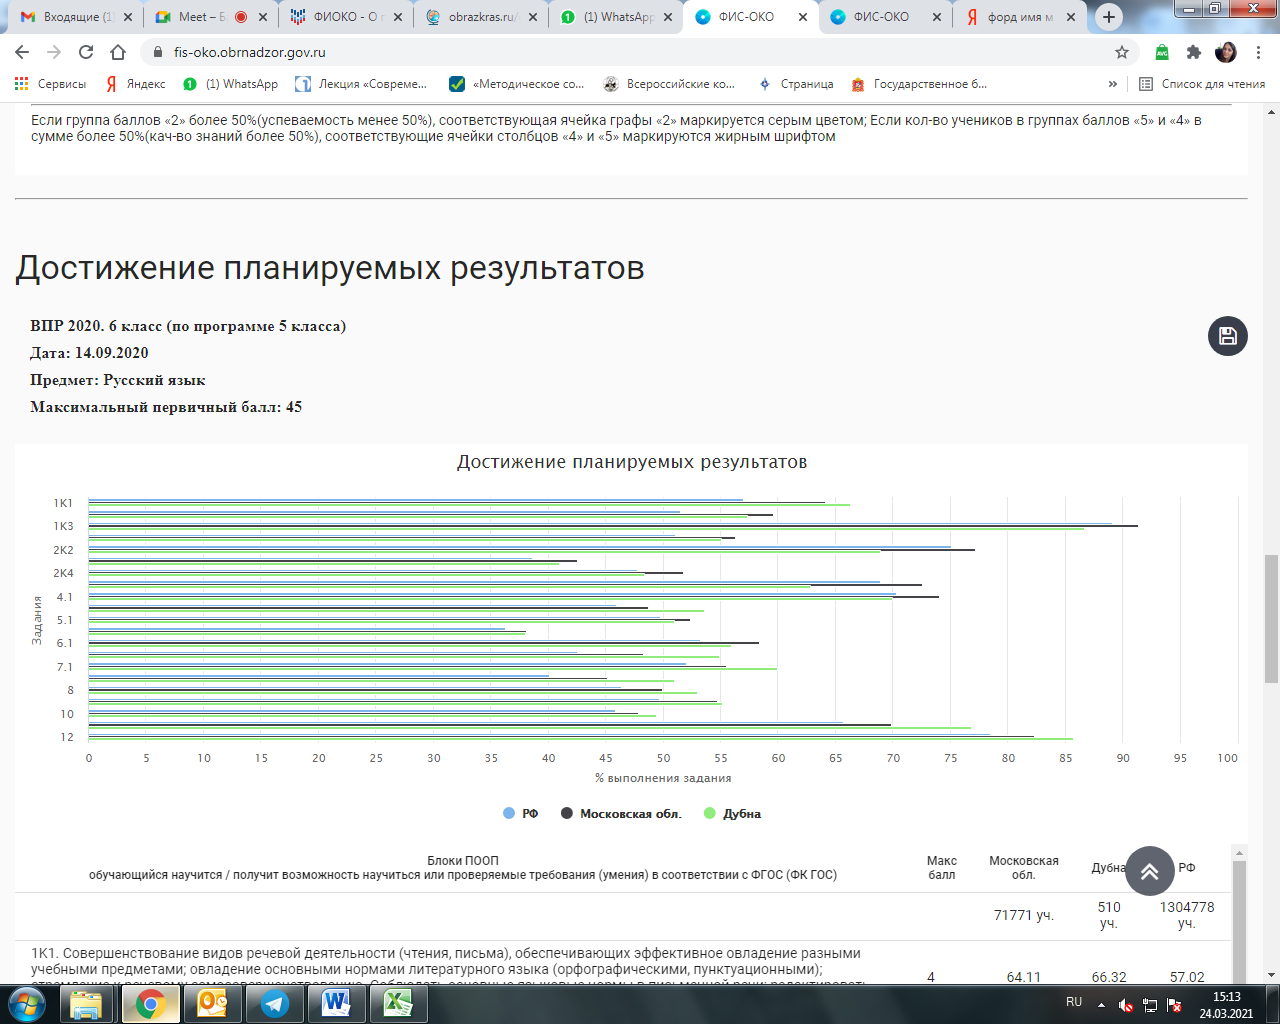 Входящие (1)
Meet – Б
ФИОКО - О
obrazkras.ru/
(1) WhatsApp
ФИС-ОКО
ФИС-ОКО
форд имя м
fis-oko.obrnadzor.gov.ru
Сервисы
Яндекс
(1) WhatsApp
Лекция «Совреме...
«Методическое со...
Всероссийские ко...
Страница
Государственное б...
»
Список для чтения
Если группа баллов «2» более 50%(успеваемость менее 50%), соответствующая ячейка графы «2» маркируется серым цветом; Если кол-во учеников в группах баллов «5» и «4» в
сумме более 50%(кач-во знаний более 50%), соответствующие ячейки столбцов «4» и «5» маркируются жирным шрифтом
Достижение планируемых результатов
ВПР 2020. 6 класс (по программе 5 класса)
Дата: 14.09.2020
Предмет: Русский язык
Максимальный первичный балл: 45
Достижение планируемых результатов
Задания
1K1
1K3
2K2
2K4
4.1
5.1
6.1
7.1
8
10
12
0 5 10 15 20 25 30 35 40 45 50 55 60 65 70 75 80 85 90 95 100
% выполнения задания
РФ Московская обл. Дубна
Блоки ПООП
обучающийся научится / получит возможность научиться или проверяемые требования (умения) в соответствии с ФГОС (ФК ГОС)
Макс балл
Московская обл.
Дубна
РФ
71771 уч.
510 уч.
1304778 уч.
1K1. Совершенствование видов речевой деятельности (чтения, письма), обеспечивающих эффективное овладение разными
учебными предметами; овладение основными нормами литературного языка (орфографическими, пунктуационными);
4 64.11 66.32 57.02
RU
15:13
24.03.2021